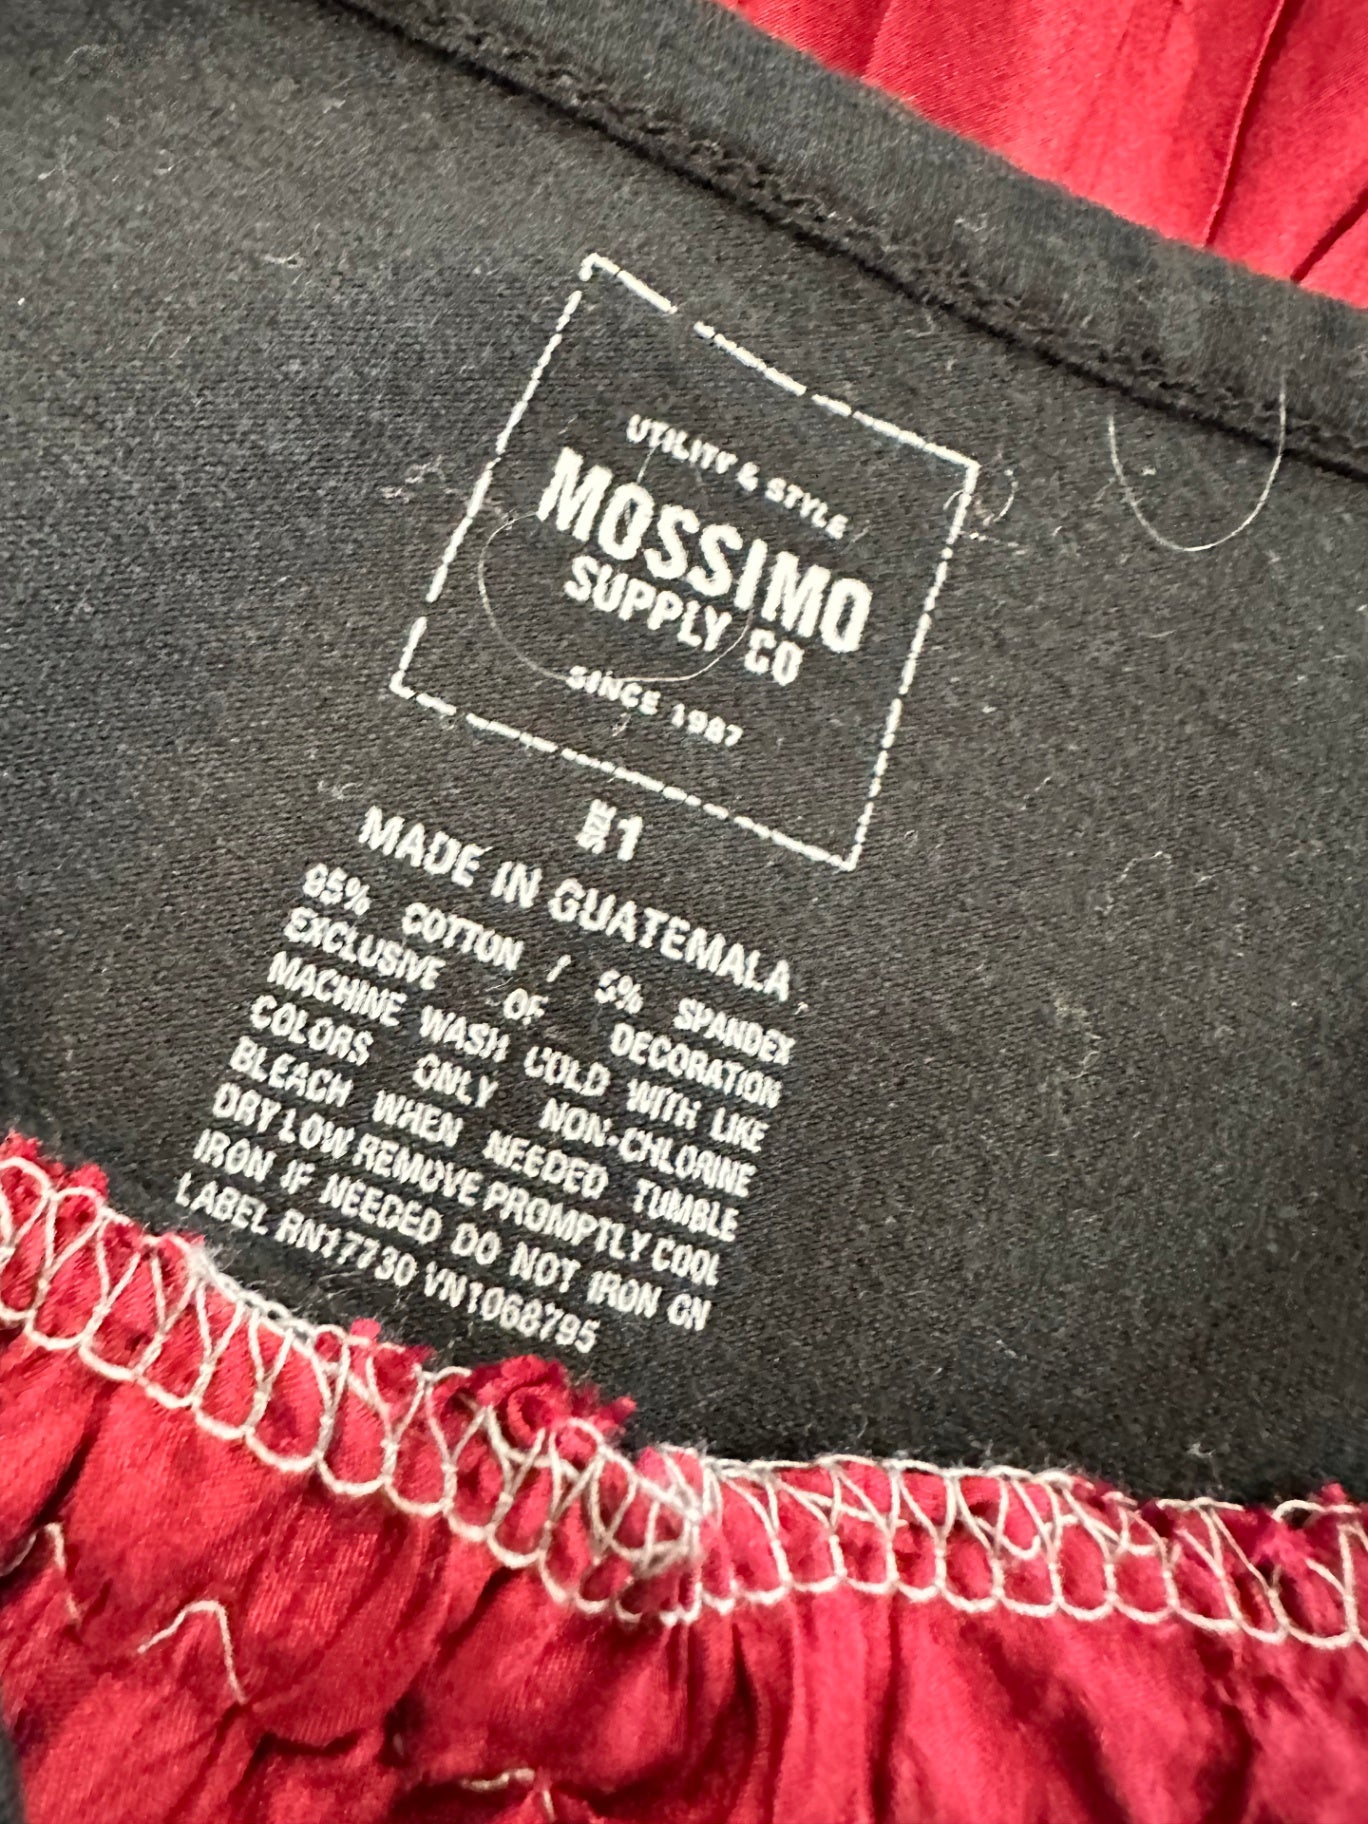 UTILITY & STYLE
MOSSIMO
SUPPLY CO
SINCE 1987
1
MADE IN GUATEMALA
95% COTTON / 5% SPANDEX
EXCLUSIVE OF DECORATION
MACHINE WASH COLD WITH LIKE
COLORS ONLY NON-CHLORINE
BLEACH WHEN NEEDED TUMBLE
DRY LOW REMOVE PROMPTLY COOL
IRON IF NEEDED DO NOT IRON ON
LABEL RN17730 VN1068795